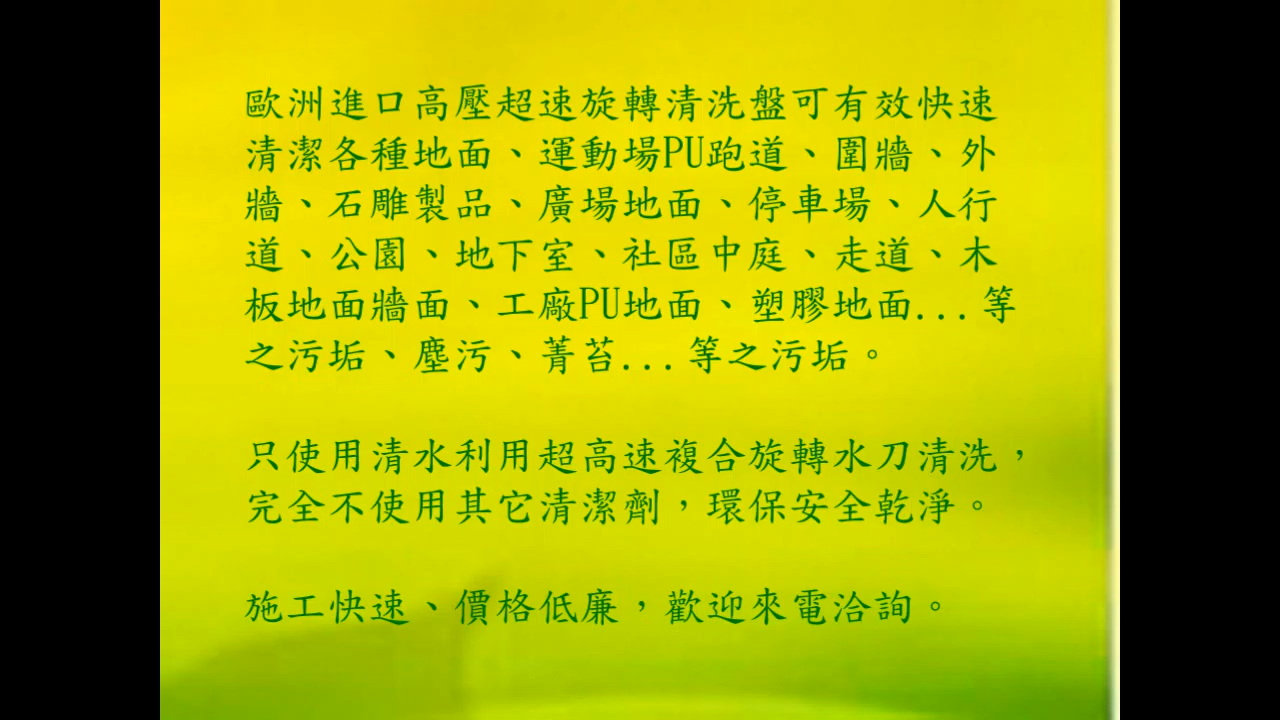 歐洲進口高壓超速旋轉清洗盤可有效快速
清潔各種地面、運動場PU跑道、圍牆、外
牆、石雕製品、廣場地面、停車場、人行
道、公園、地下室、社區中庭、走道、木
板地面牆面、工廠PU地面、塑膠地面...等
之污垢、塵污、菁苔...等之污垢。
只使用清水利用超高速複合旋轉水刀清洗，
完全不使用其它清潔劑，環保安全乾淨。
施工快速、價格低廉，歡迎來電洽詢。